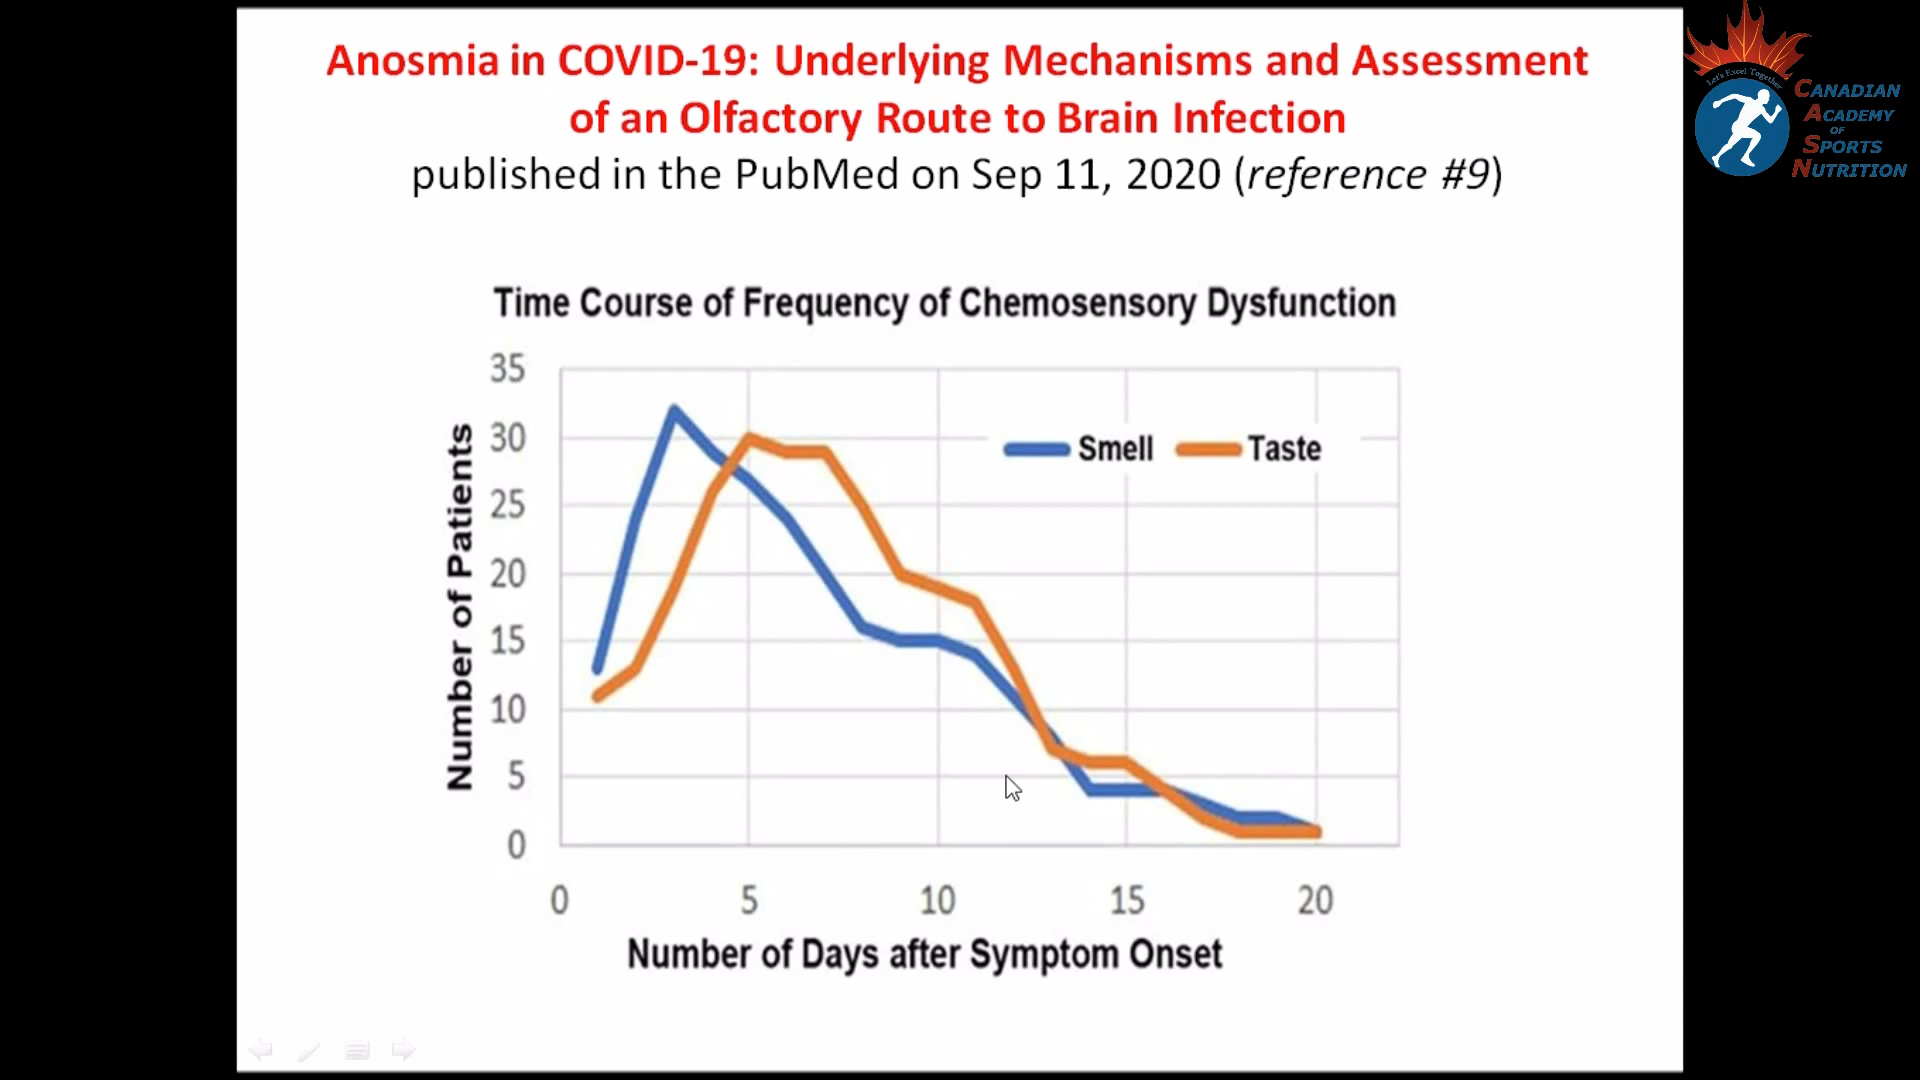 Anosmia in COVID-19: Underlying Mechanisms and Assessment
of an Olfactory Route to Brain Infection
published in the PubMed on Sep 11, 2020 (reference #9)
Let's Excel Together
CANADIAN
ACADEMY
OF
SPORTS
NUTRITION
Time Course of Frequency of Chemosensory Dysfunction
35
30
25
20
15
10
5
0
Number of Patients
Smell Taste
0 5 10 15 20
Number of Days after Symptom Onset